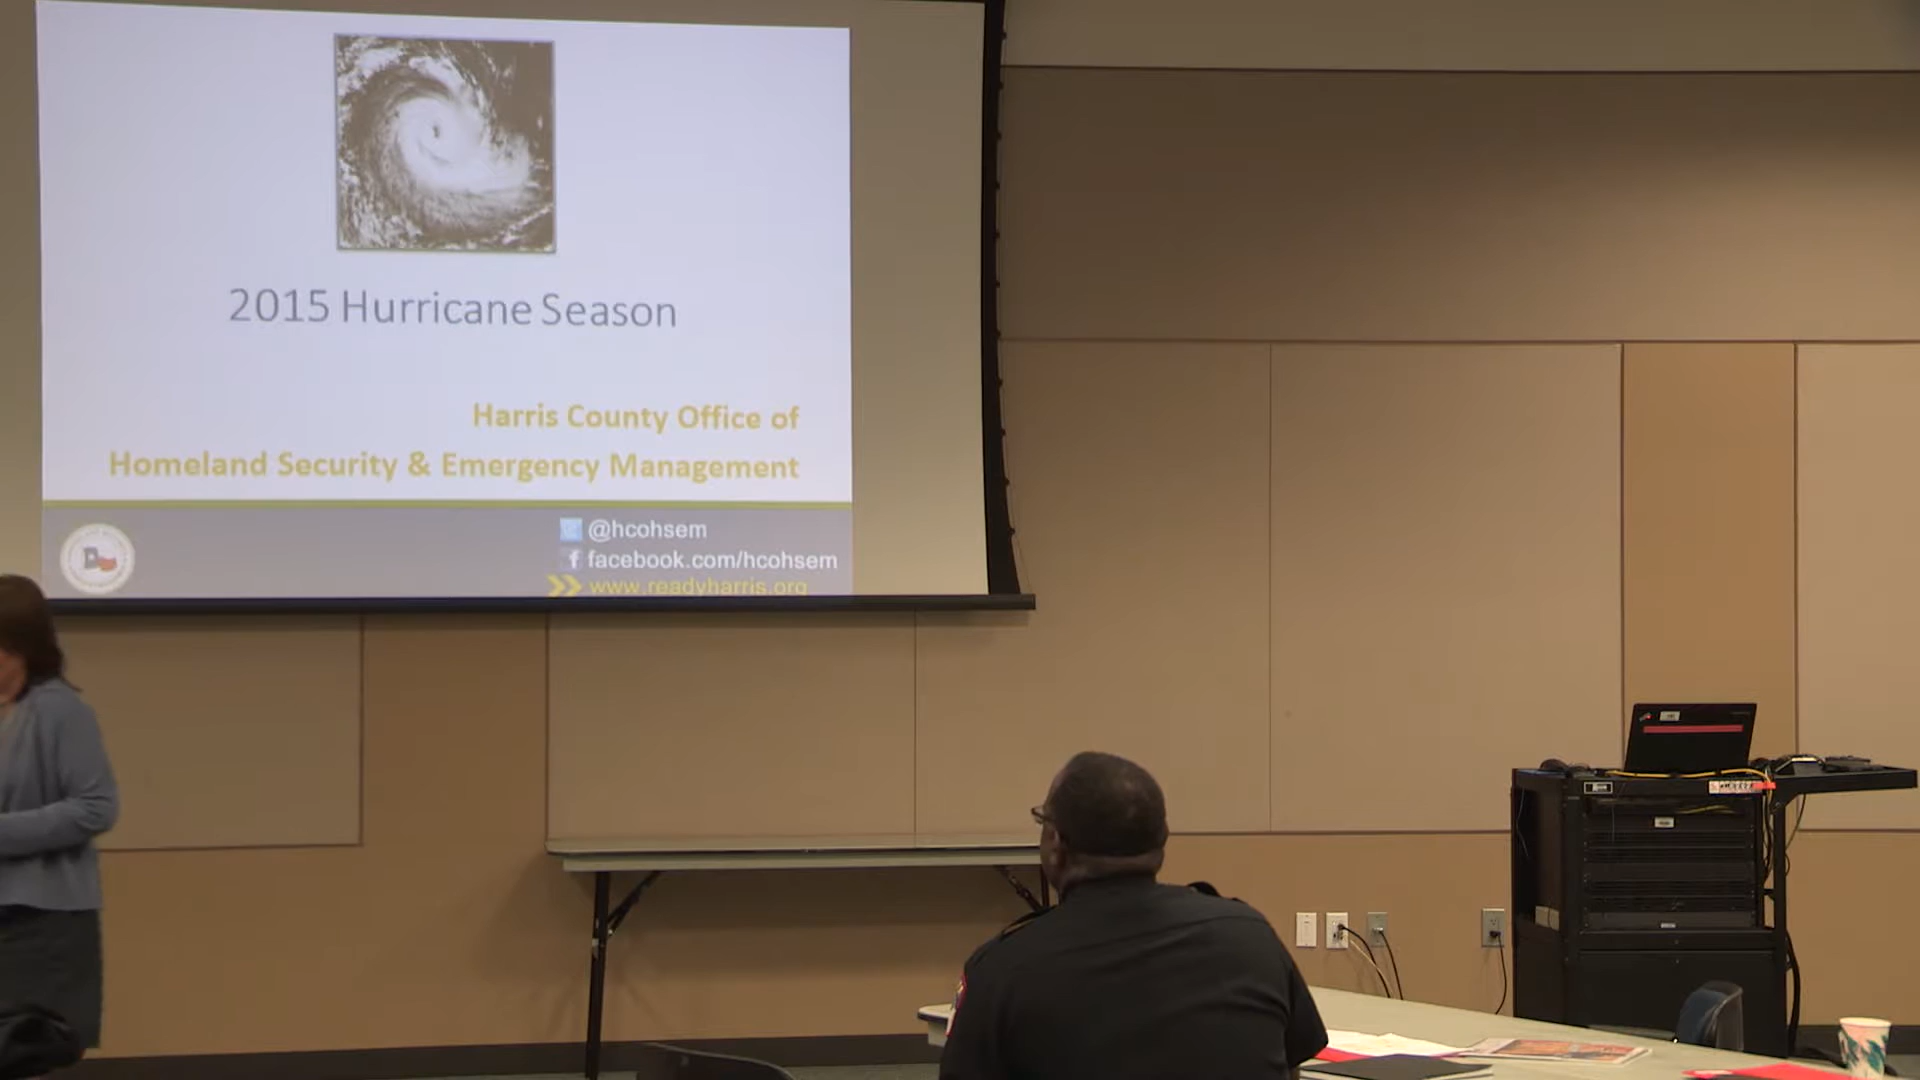 2015 Hurricane Season
Harris County Office of
Homeland Security & Emergency Management
@hcohsem
facebook.com/hcohsem
www.readyharris.org